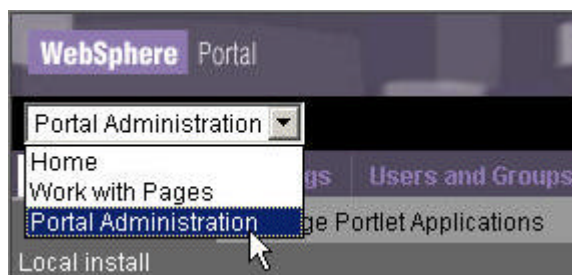 WebSphere Portal
Portal Administration
Home
Work with Pages
gs Users and Groups
Portal Administration ge Portlet Applications
Local install